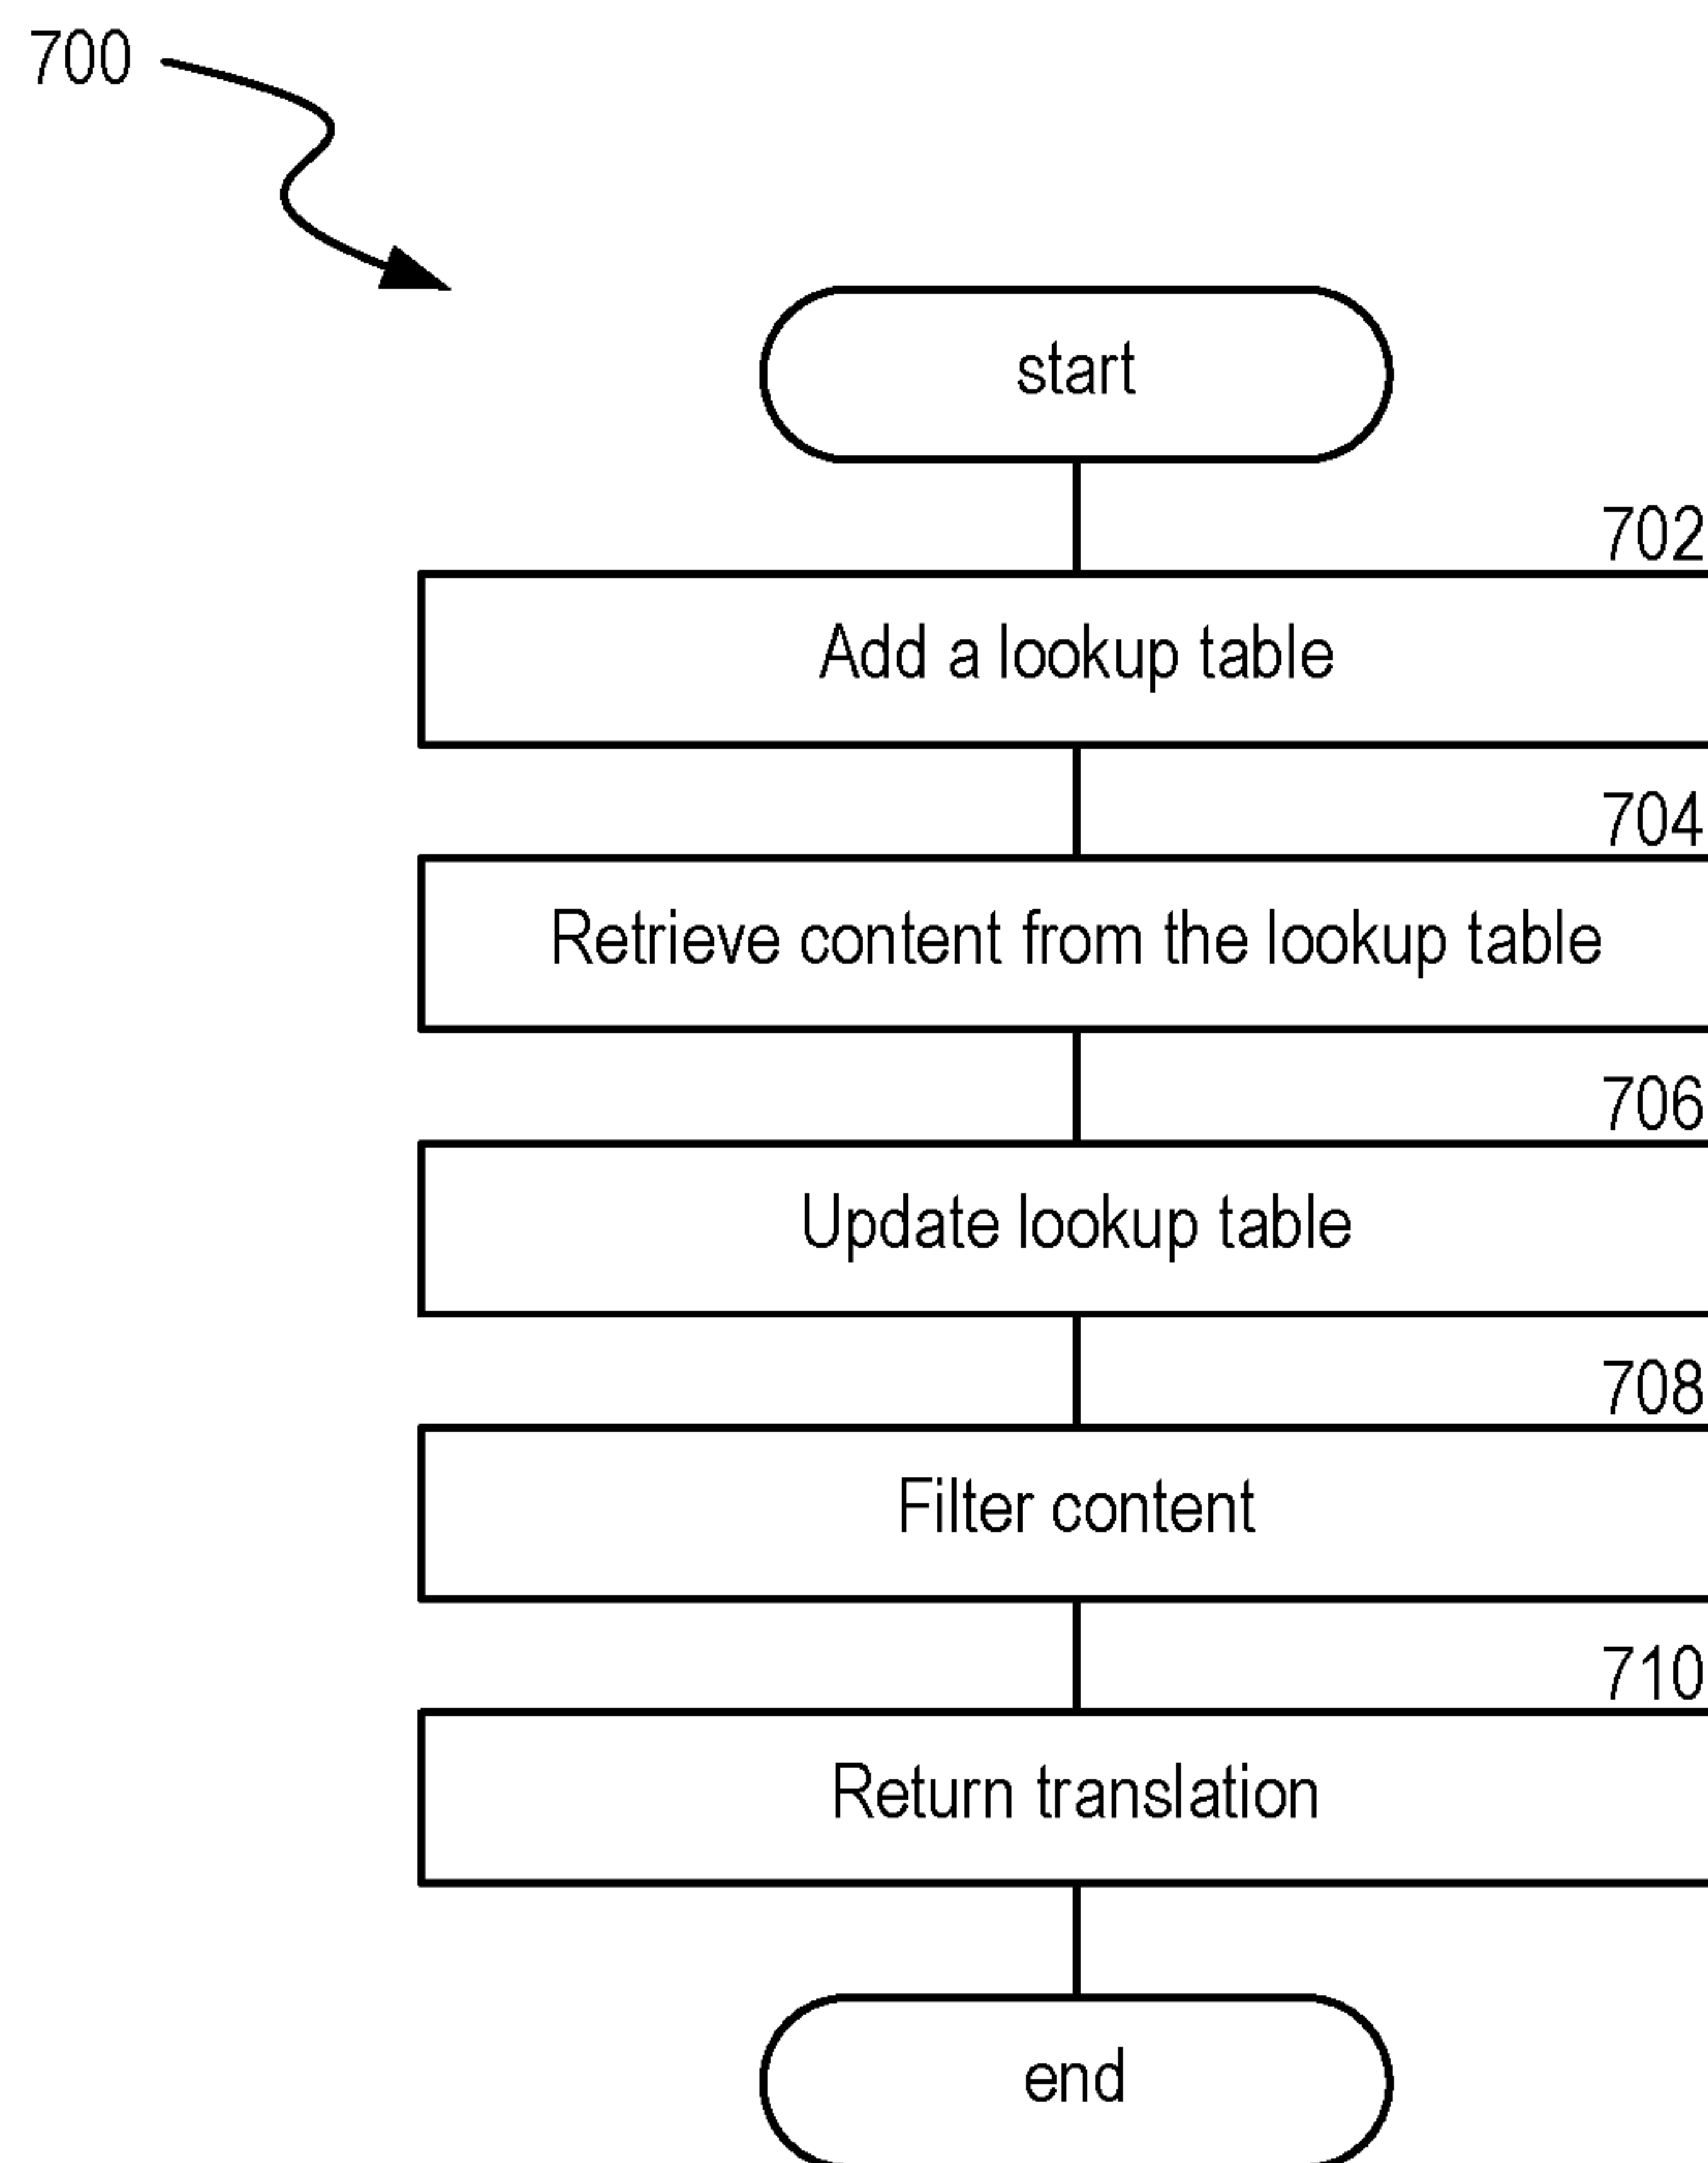 700
start
702
Add a lookup table
704
Retrieve content from the lookup table
706
Update lookup table
708
Filter content
710
Return translation
end